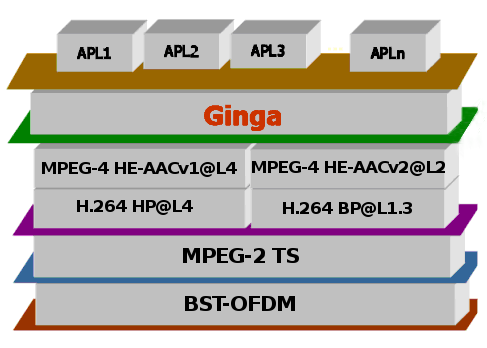 APL1 APL2 APL3 APLn
Ginga
MPEG-4 HE-AACv1@L4 MPEG-4 HE-AACv2@L2
H.264 HP@L4 H.264 BP@L1.3
MPEG-2 TS
BST-OFDM